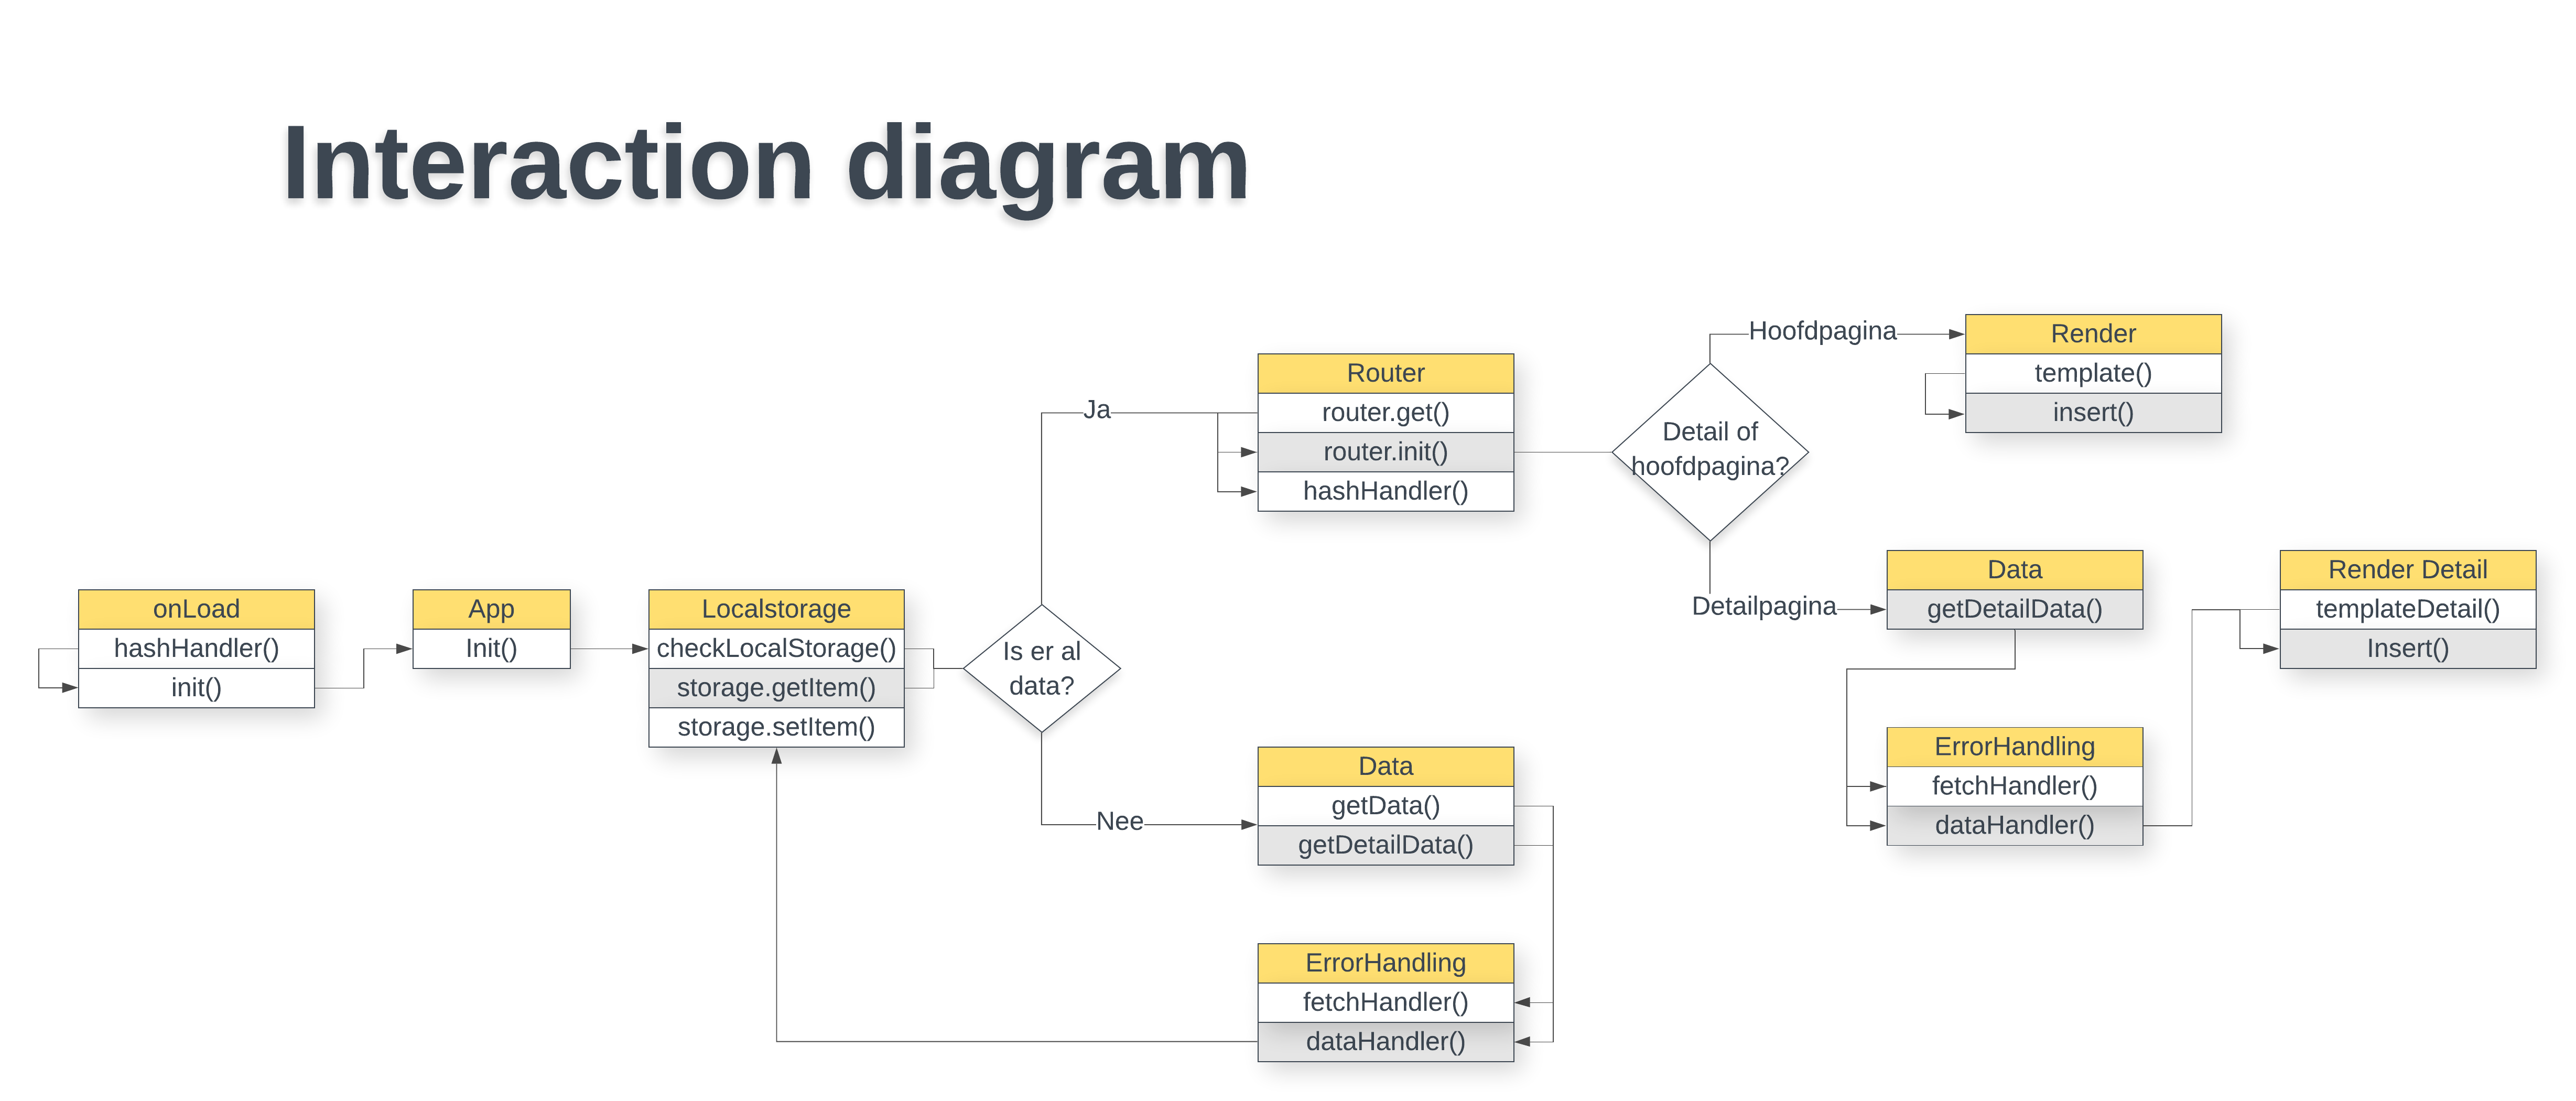 Interaction diagram
onLoad
hashHandler()
init()
App
Init()
Localstorage
checkLocalStorage()
storage.getItem()
storage.setItem()
Is er al
data?
Ja
Router
router.get()
router.init()
hashHandler()
Detail of
hoofdpagina?
Hoofdpagina
Render
template()
insert()
Detailpagina
Data
getDetailData()
ErrorHandling
fetchHandler()
dataHandler()
Render Detail
templateDetail()
Insert()
Nee
Data
getData()
getDetailData()
ErrorHandling
fetchHandler()
dataHandler()